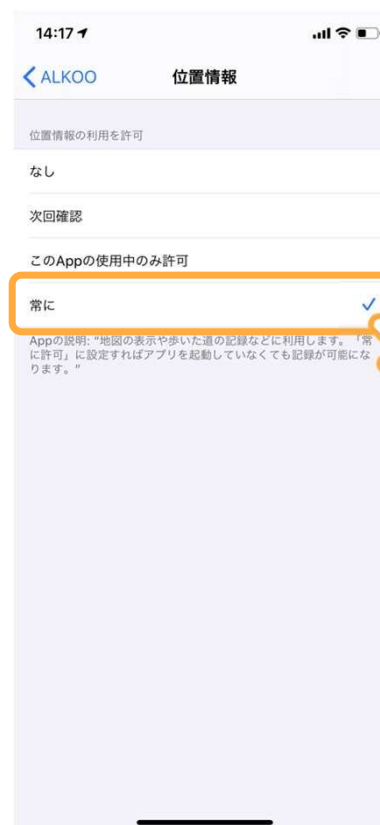 14:17
ALKOO
位置情報
位置情報の利用を許可
なし
次回確認
このAppの使用中のみ許可
常に
Appの説明: “地図の表示や歩いた道の記録などに利用します。「常
に許可」に設定すればアプリを起動していなくても記録が可能にな
ります。”